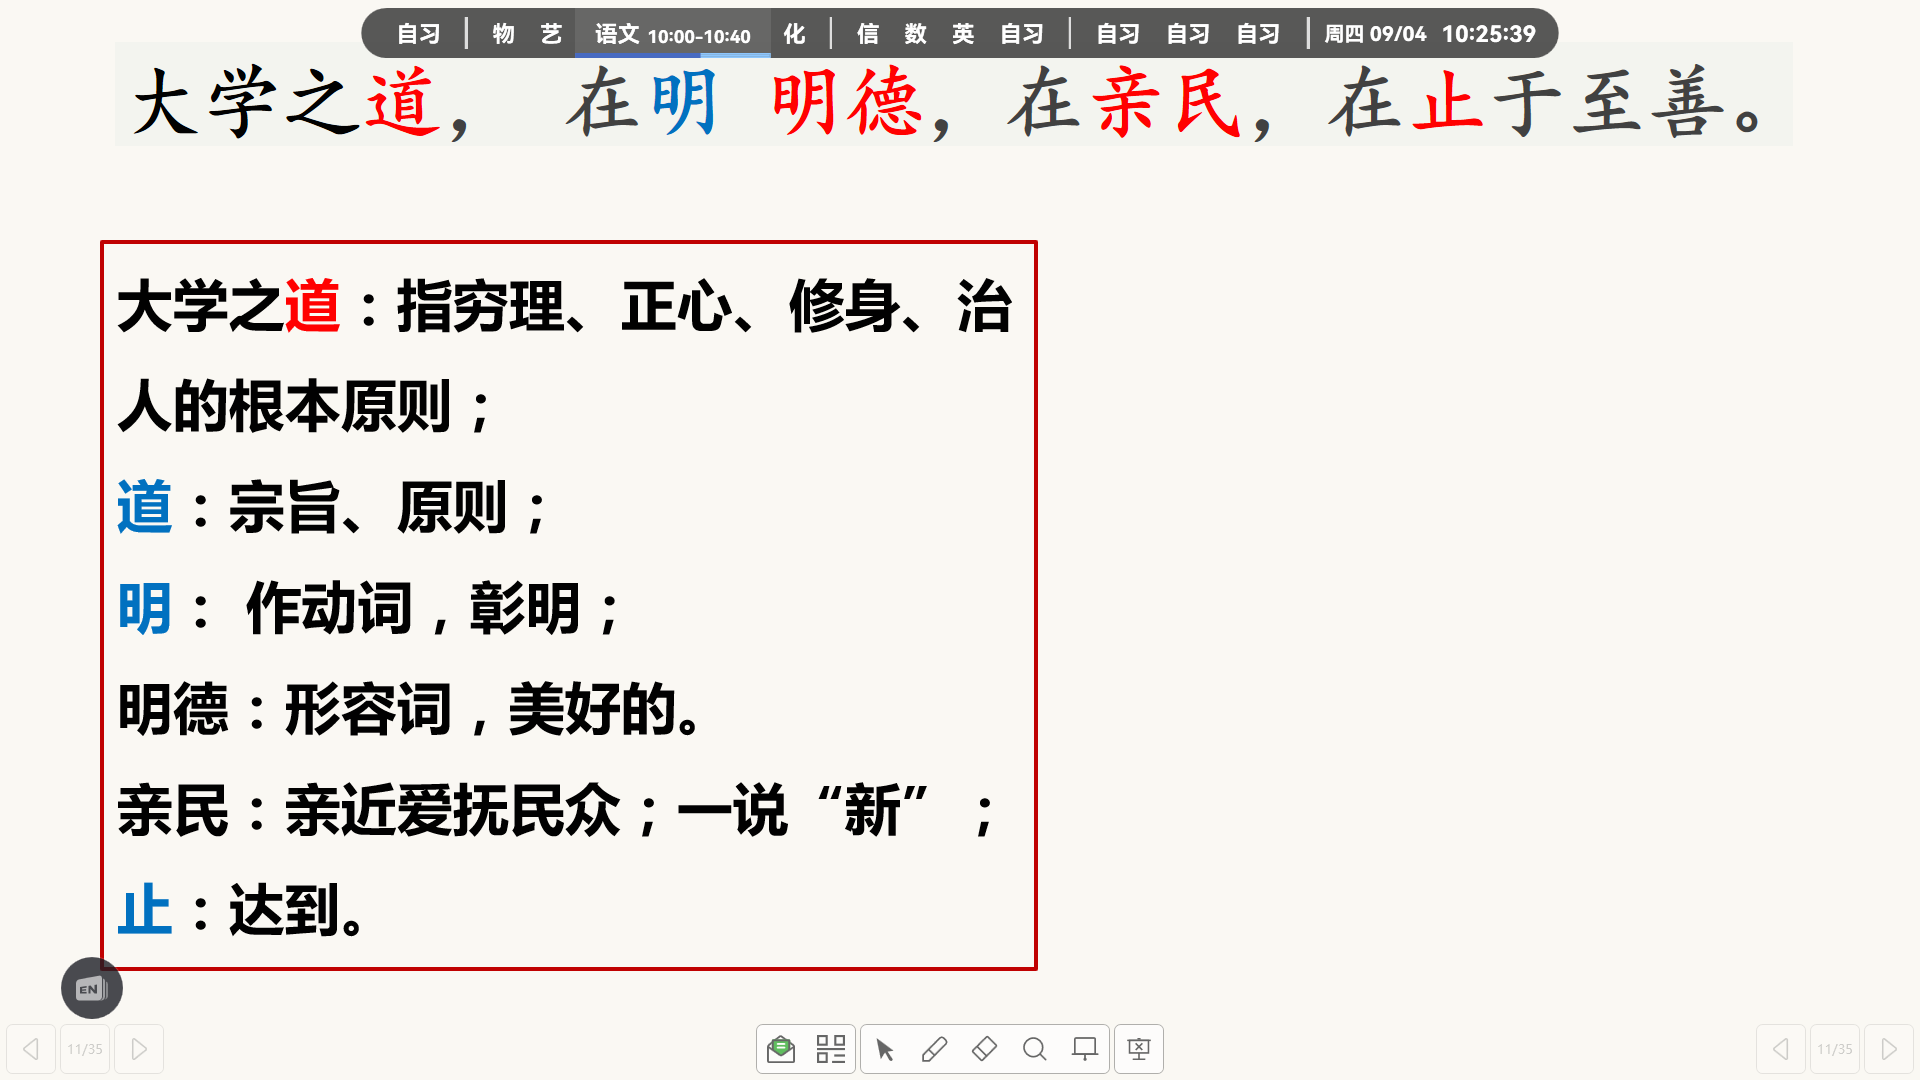 自习 | 物 艺 语文 10:00-10:40 化 | 信 数 英 自习 | 自习 自习 自习 | 周四 09/04 10:25:39
大学之道， 在明 明德，在亲民，在止于至善。
大学之道：指穷理、正心、修身、治
人的根本原则；
道：宗旨、原则；
明： 作动词，彰明；
明德：形容词，美好的。
亲民：亲近爱抚民众；一说“新” ；
止：达到。
EN
11/35
11/35